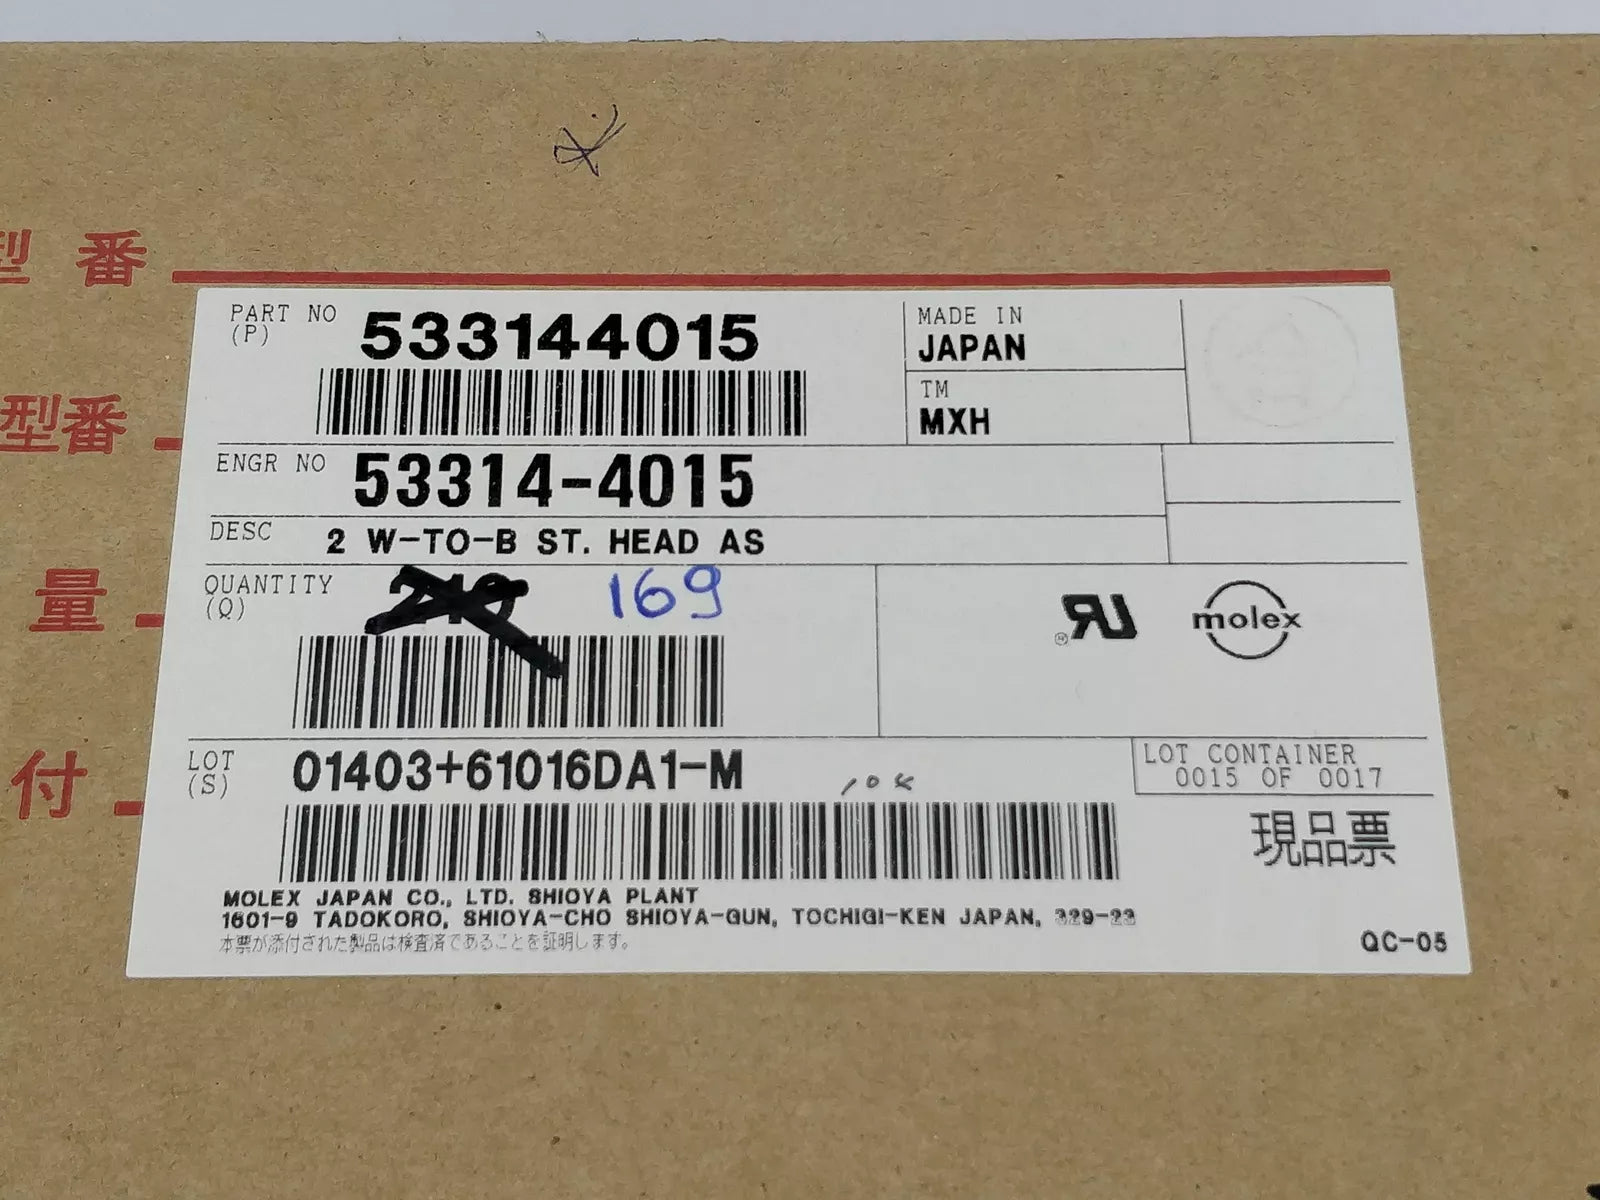 型番
PART NO
(P)
533144015
MADE IN
JAPAN
TM
MXH
型番
ENGR NO
53314-4015
DESC
2 W-TO-B ST. HEAD AS
量
QUANTITY
(Q)
169
UR
molex
付
LOT
(S)
01403+61016DA1-M
LOT CONTAINER
0015 OF 0017
現品票
MOLEX JAPAN CO., LTD. SHIOYA PLANT
1601-9 TADOKORO, SHIOYA-CHO SHIOYA-GUN, TOCHIGI-KEN JAPAN, 329-23
本票が添付された製品は検査済であることを証明します。
QC-05